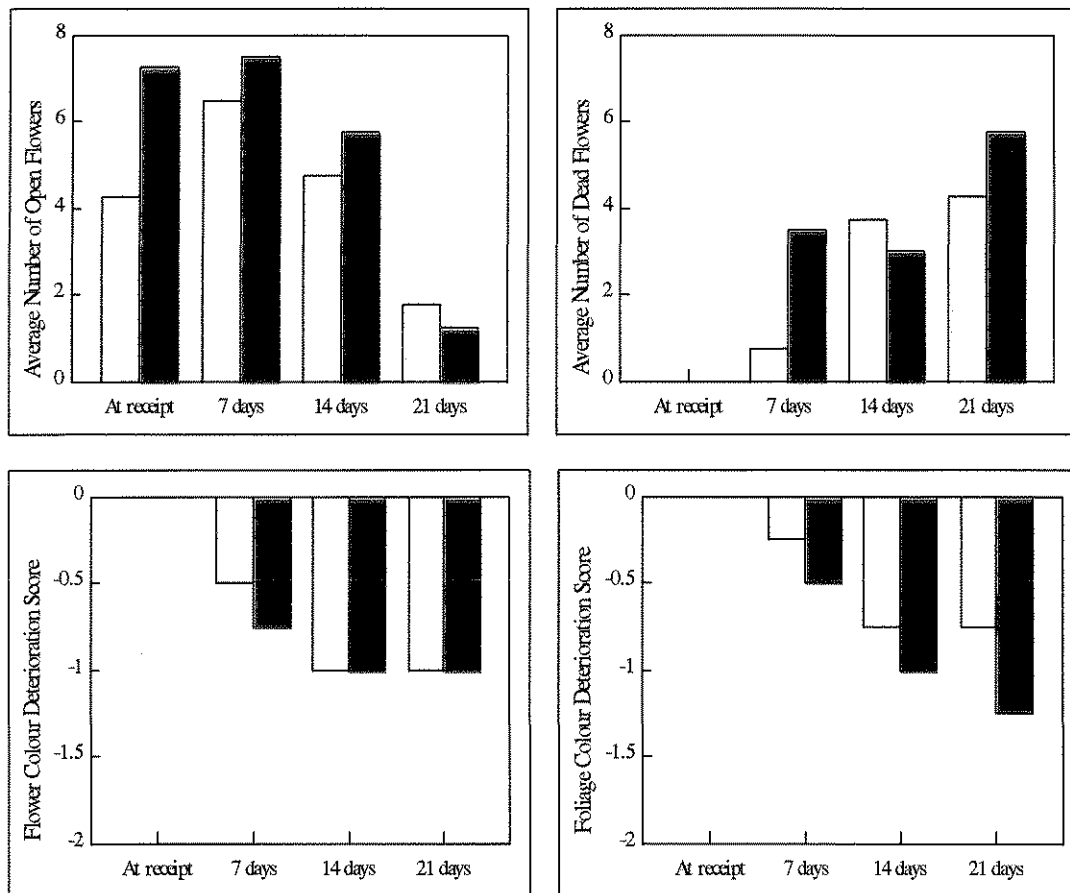 Average Number of Open Flowers
8
6
4
2
0
At receipt 7 days 14 days 21 days
Average Number of Dead Flowers
8
6
4
2
0
At receipt 7 days 14 days 21 days
Flower Colour Deterioration Score
0
-0.5
-1
-1.5
-2
At receipt 7 days 14 days 21 days
Foliage Colour Deterioration Score
0
-0.5
-1
-1.5
-2
At receipt 7 days 14 days 21 days